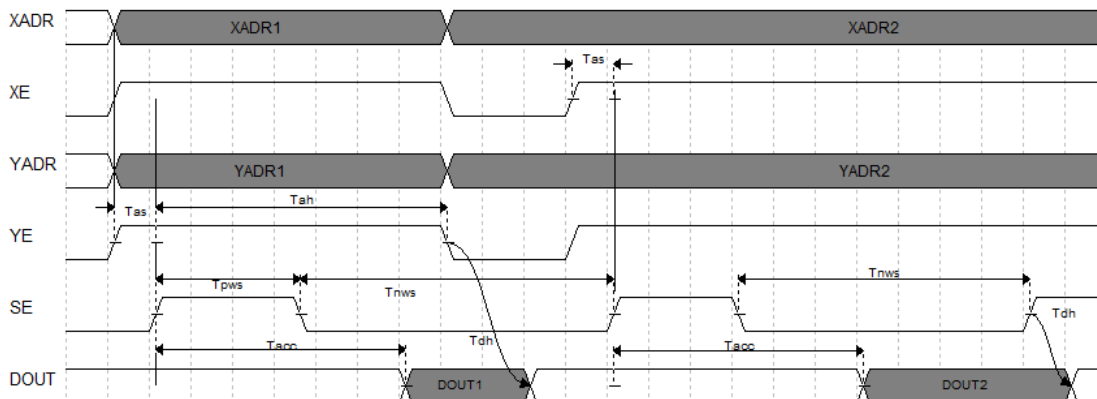 XADR XADR1 XADR2
Tas
XE
YADR YADR1 YADR2
Tas Tah
YE
Tpws Tnws Tnws
SE Tdh
Tacc Tdh Tacc
DOUT DOUT1 DOUT2